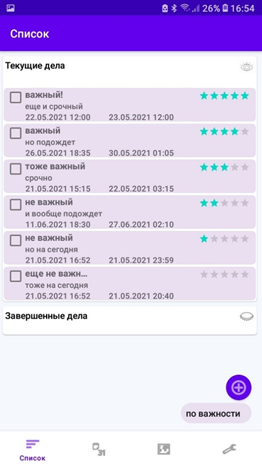 26% 16:54
Список
Текущие дела
важный!
еще и срочный
22.05.2021 12:00 23.05.2021 12:00
важный
но подождет
26.05.2021 18:35 30.05.2021 01:05
тоже важный
срочно
21.05.2021 15:15 22.05.2021 03:15
не важный
и вообще подождет
11.06.2021 18:30 27.06.2021 02:10
не важный
но на сегодня
21.05.2021 16:52 21.05.2021 23:59
еще не важн...
тоже на сегодня
21.05.2021 16:52 21.05.2021 20:40
Завершенные дела
по важности
31
Список